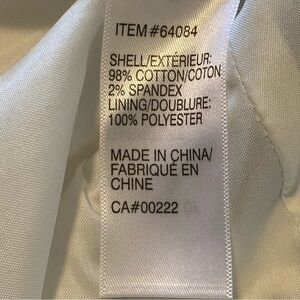 ITEM #64084
SHELL/EXTÉRIEUR:
98% COTTON/COTON
2% SPANDEX
LINING/DOUBLURE:
100% POLYESTER
MADE IN CHINA/
FABRIQUÉ EN
CHINE
CA#00222